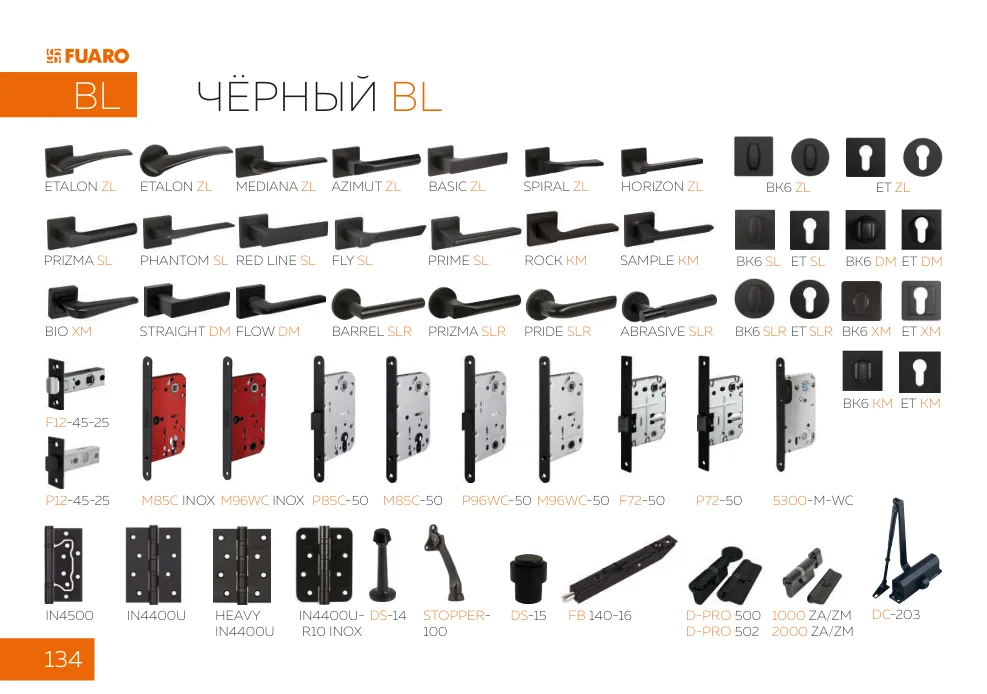 FUARO
BL
ЧЁРНЫЙ BL
ETALON ZL ETALON ZL MEDIANA ZL AZIMUT ZL BASIC ZL SPIRAL ZL HORIZON ZL BK6 ZL ET ZL
PRIZMA SL PHANTOM SL RED LINE SL FLY SL PRIME SL ROCK KM SAMPLE KM BK6 SL ET SL BK6 DM ET DM
BIO XM STRAIGHT DM FLOW DM BARREL SLR PRIZMA SLR PRIDE SLR ABRASIVE SLR BK6 SLR ET SLR BK6 XM ET XM
BK6 KM ET KM
F12-45-25
P12-45-25 M85C INOX M96WC INOX P85C-50 M85C-50 P96WC-50 M96WC-50 F72-50 P72-50 5300-M-WC
IN4500 IN4400U HEAVY IN4400U- DS-14 STOPPER- DS-15 FB 140-16 D-PRO 500 1000 ZA/ZM DC-203
IN4400U R10 INOX 100 D-PRO 502 2000 ZA/ZM
134